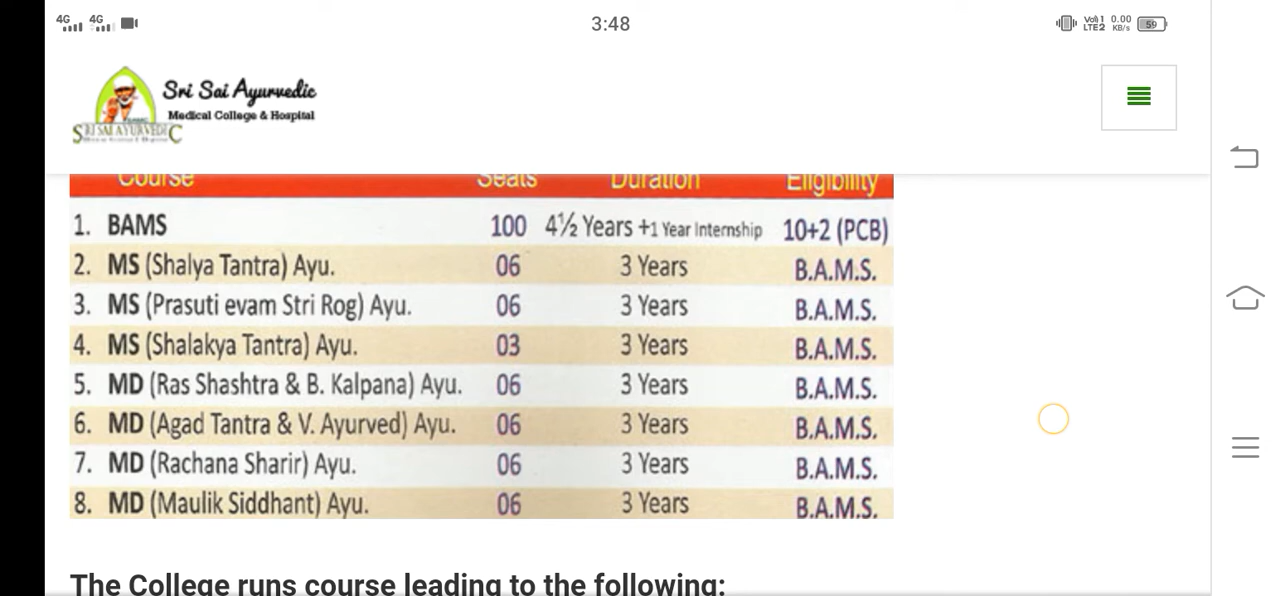 4G 4G 3:48 Vo) 1 LTE2 0.00 KB/s 59
Sri Sai Ayurvedic
Medical College & Hospital
SRI SAI AYURVEDIC
Course Seats Duration Eligibility
1. BAMS 100 4½ Years +1 Year Internship 10+2 (PCB)
2. MS (Shalya Tantra) Ayu. 06 3 Years B.A.M.S.
3. MS (Prasuti evam Stri Rog) Ayu. 06 3 Years B.A.M.S.
4. MS (Shalakya Tantra) Ayu. 03 3 Years B.A.M.S.
5. MD (Ras Shashtra & B. Kalpana) Ayu. 06 3 Years B.A.M.S.
6. MD (Agad Tantra & V. Ayurved) Ayu. 06 3 Years B.A.M.S.
7. MD (Rachana Sharir) Ayu. 06 3 Years B.A.M.S.
8. MD (Maulik Siddhant) Ayu. 06 3 Years B.A.M.S.
The College runs course leading to the following: